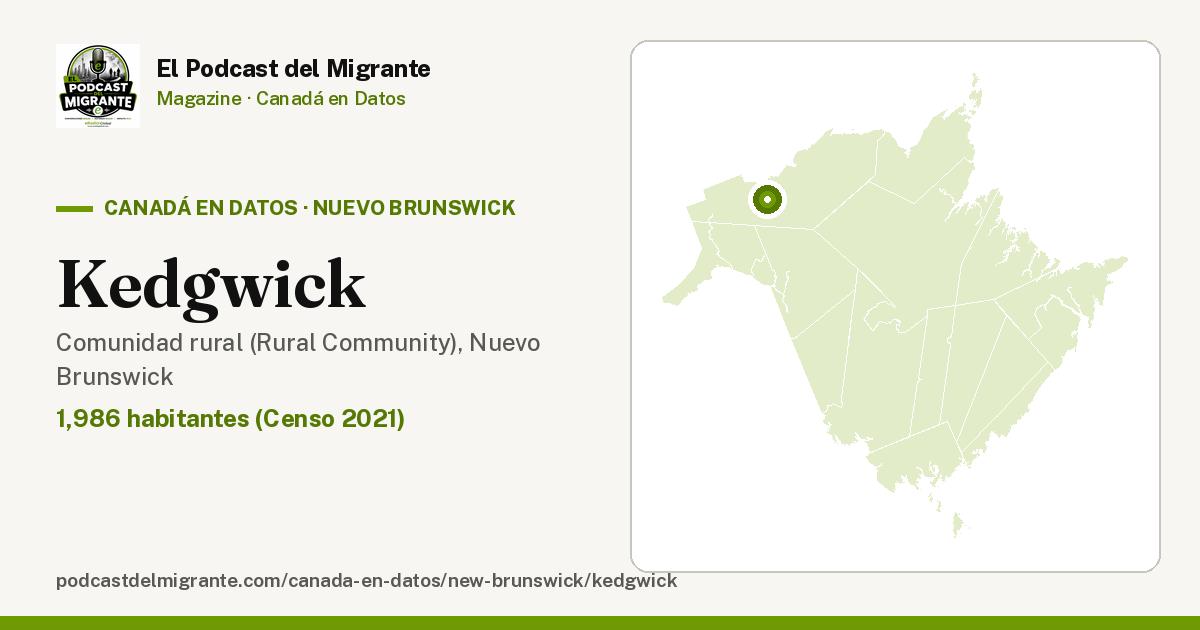 EL
PODCAST
DEL
MIGRANTE
El Podcast del Migrante
Magazine · Canadá en Datos
CANADÁ EN DATOS · NUEVO BRUNSWICK
Kedgwick
Comunidad rural (Rural Community), Nuevo
Brunswick
1,986 habitantes (Censo 2021)
podcastdelmigrante.com/canada-en-datos/new-brunswick/kedgwick